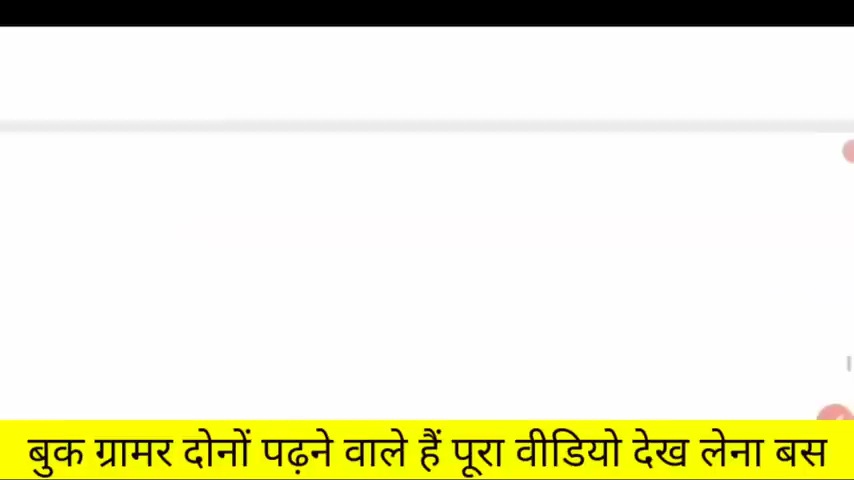 बुक ग्रामर दोनों पढ़ने वाले हैं पूरा वीडियो देख लेना बस